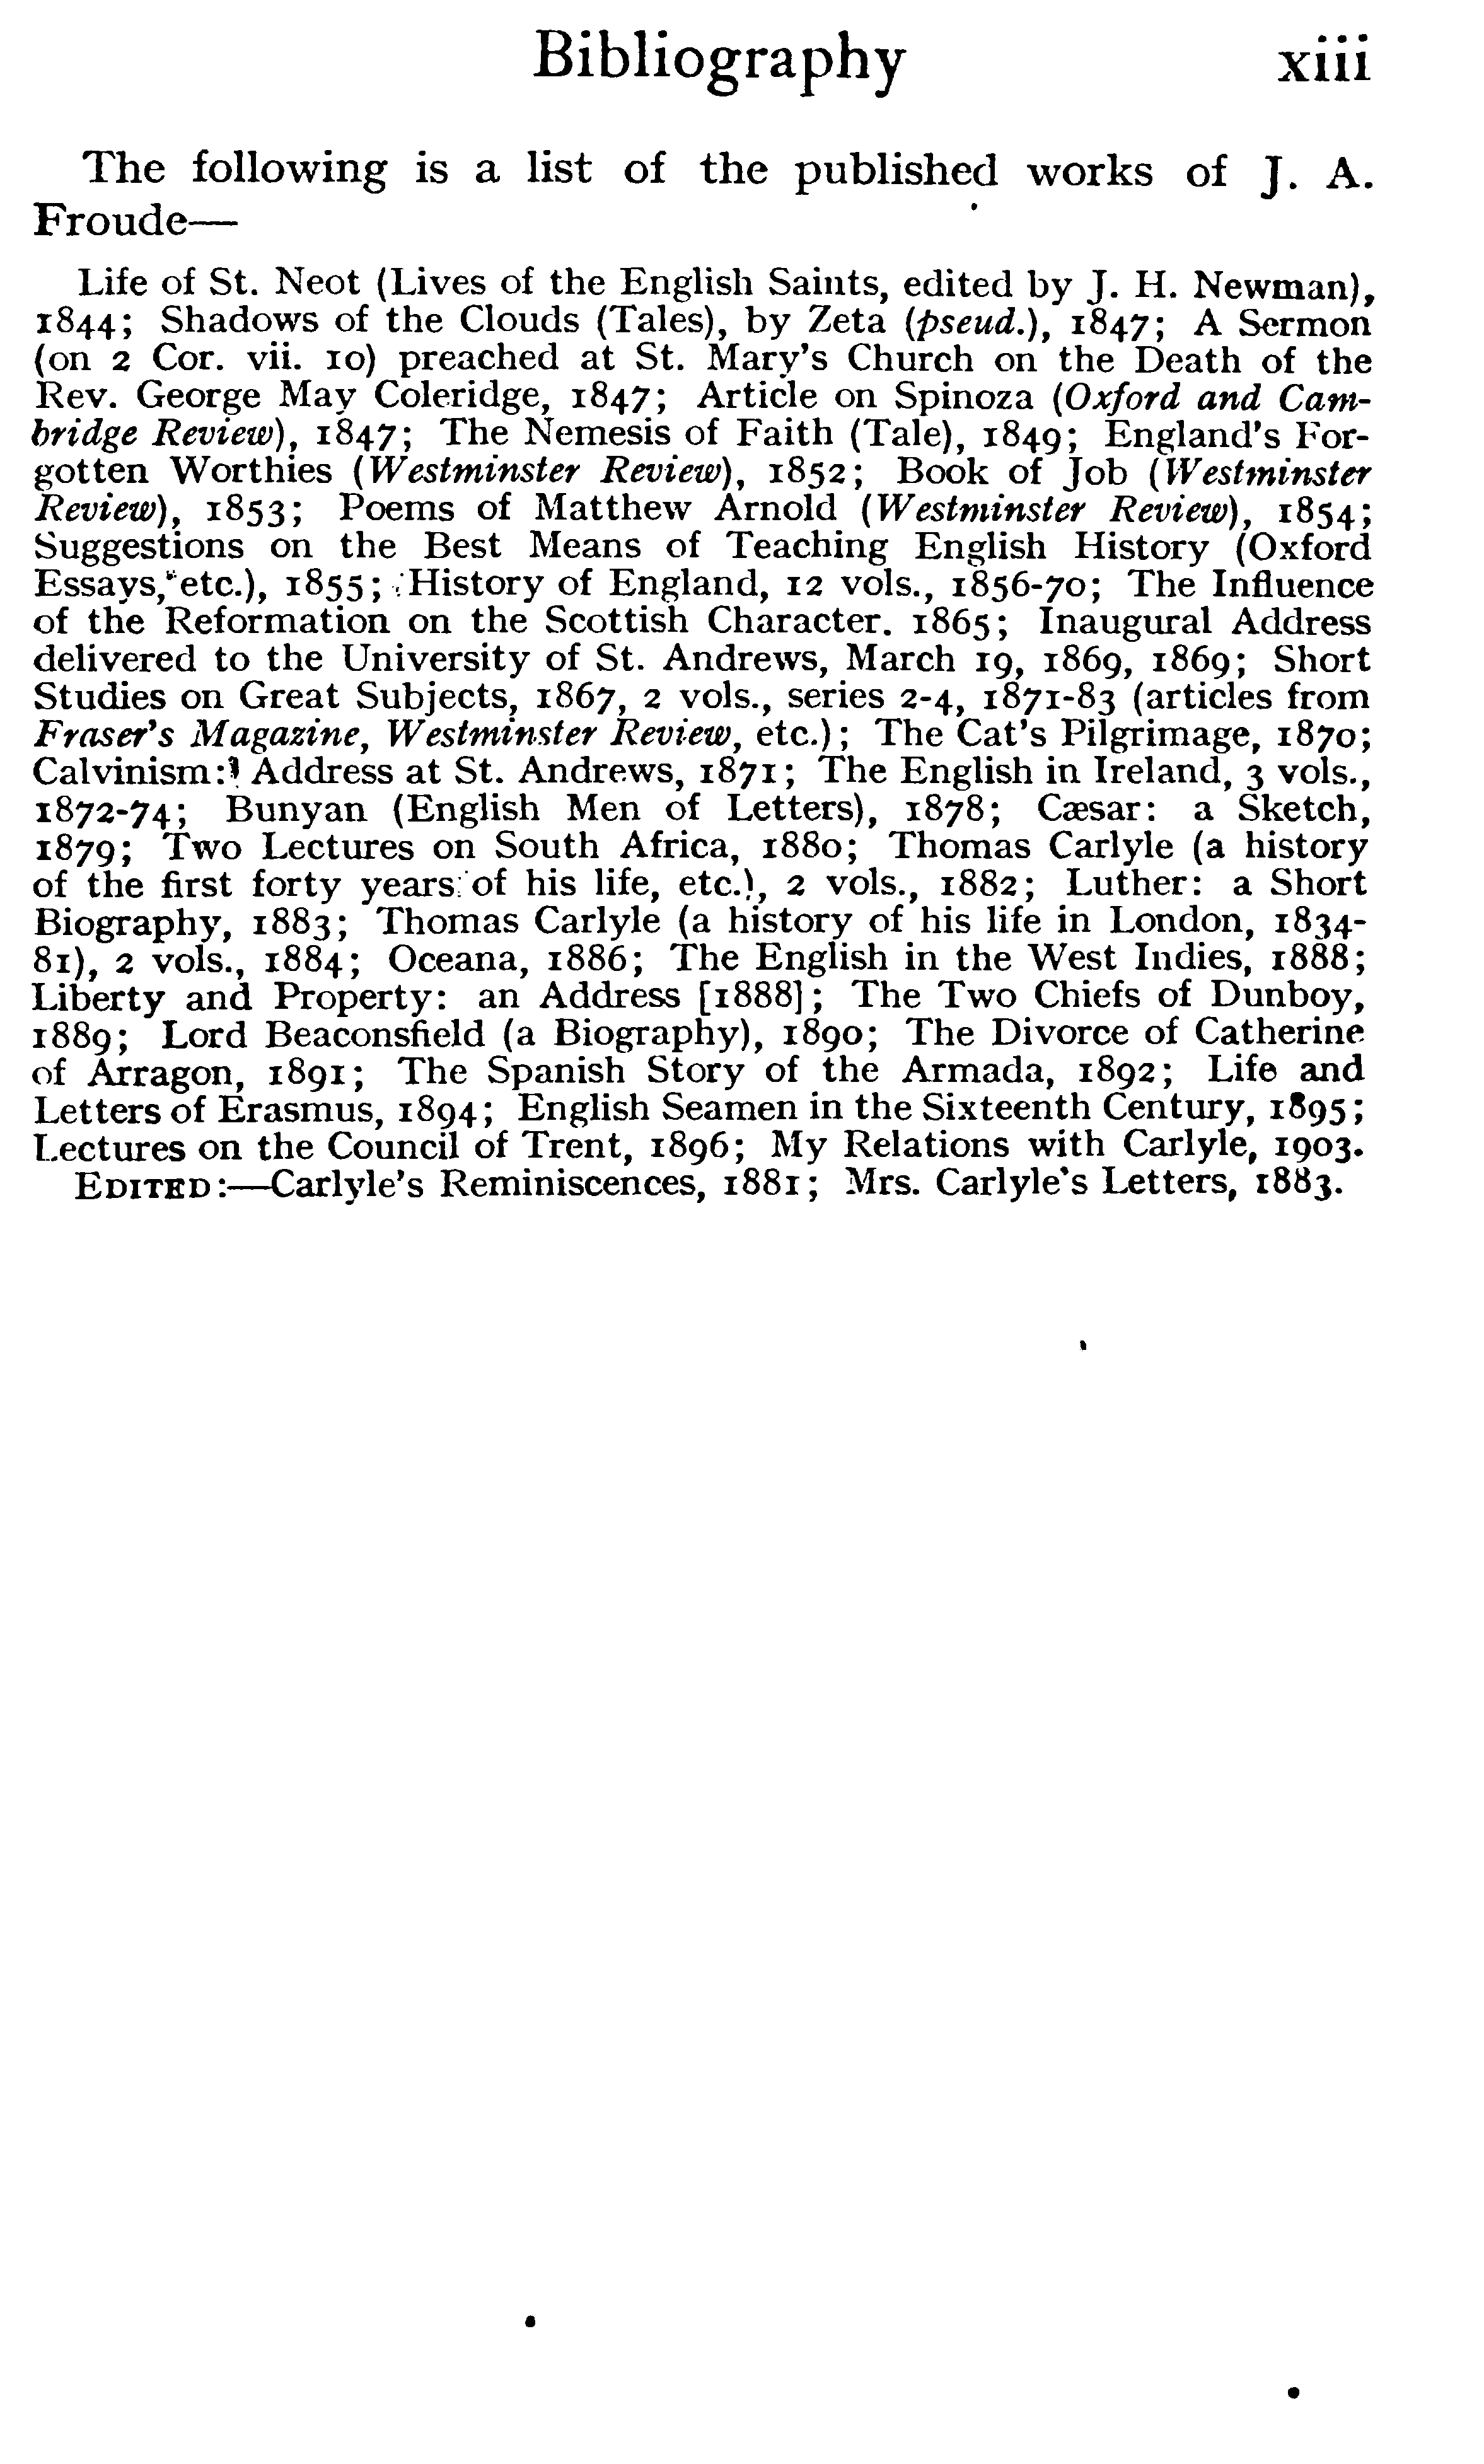 Bibliography xiii
The following is a list of the published works of J. A.
Froude—
Life of St. Neot (Lives of the English Saints, edited by J. H. Newman),
1844; Shadows of the Clouds (Tales), by Zeta (pseud.), 1847; A Sermon
(on 2 Cor. vii. 10) preached at St. Mary's Church on the Death of the
Rev. George May Coleridge, 1847; Article on Spinoza (Oxford and Cam-
bridge Review), 1847; The Nemesis of Faith (Tale), 1849; England's For-
gotten Worthies (Westminster Review), 1852; Book of Job (Westminster
Review), 1853; Poems of Matthew Arnold (Westminster Review), 1854;
Suggestions on the Best Means of Teaching English History (Oxford
Essays, etc.), 1855; History of England, 12 vols., 1856-70; The Influence
of the Reformation on the Scottish Character. 1865; Inaugural Address
delivered to the University of St. Andrews, March 19, 1869, 1869; Short
Studies on Great Subjects, 1867, 2 vols., series 2-4, 1871-83 (articles from
Fraser's Magazine, Westminster Review, etc.); The Cat's Pilgrimage, 1870;
Calvinism: Address at St. Andrews, 1871; The English in Ireland, 3 vols.,
1872-74; Bunyan (English Men of Letters), 1878; Cæsar: a Sketch,
1879; Two Lectures on South Africa, 1880; Thomas Carlyle (a history
of the first forty years of his life, etc.), 2 vols., 1882; Luther: a Short
Biography, 1883; Thomas Carlyle (a history of his life in London, 1834-
81), 2 vols., 1884; Oceana, 1886; The English in the West Indies, 1888;
Liberty and Property: an Address [1888]; The Two Chiefs of Dunboy,
1889; Lord Beaconsfield (a Biography), 1890; The Divorce of Catherine
of Arragon, 1891; The Spanish Story of the Armada, 1892; Life and
Letters of Erasmus, 1894; English Seamen in the Sixteenth Century, 1895;
Lectures on the Council of Trent, 1896; My Relations with Carlyle, 1903.
EDITED:—Carlyle's Reminiscences, 1881; Mrs. Carlyle's Letters, 1883.